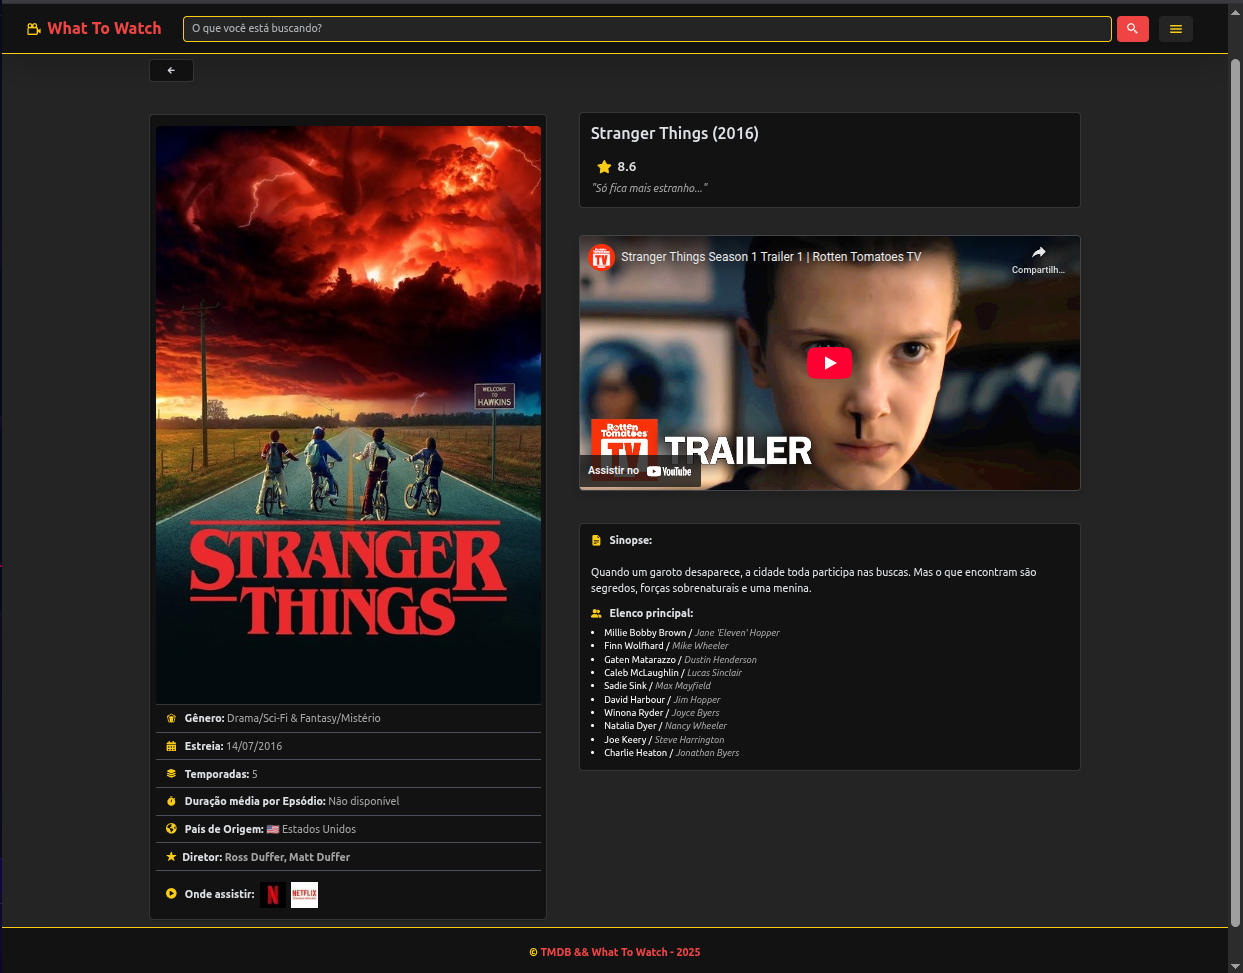 What To Watch
O que você está buscando?
WELCOME
TO
HAWKINS
STRANGER
THINGS
Gênero: Drama/Sci-Fi & Fantasy/Mistério
Estreia: 14/07/2016
Temporadas: 5
Duração média por Epsódio: Não disponível
País de Origem: Estados Unidos
Diretor: Ross Duffer, Matt Duffer
Onde assistir: N NETFLIX
Stranger Things (2016)
8.6
"Só fica mais estranho..."
TV Stranger Things Season 1 Trailer 1 | Rotten Tomatoes TV
Compartilh...
Rotten
Tomatoes
TV TRAILER
Assistir no YouTube
Sinopse:
Quando um garoto desaparece, a cidade toda participa nas buscas. Mas o que encontram são
segredos, forças sobrenaturais e uma menina.
Elenco principal:
• Millie Bobby Brown / Jane 'Eleven' Hopper
• Finn Wolfhard / Mike Wheeler
• Gaten Matarazzo / Dustin Henderson
• Caleb McLaughlin / Lucas Sinclair
• Sadie Sink / Max Mayfield
• David Harbour / Jim Hopper
• Winona Ryder / Joyce Byers
• Natalia Dyer / Nancy Wheeler
• Joe Keery / Steve Harrington
• Charlie Heaton / Jonathan Byers
© TMDB && What To Watch - 2025